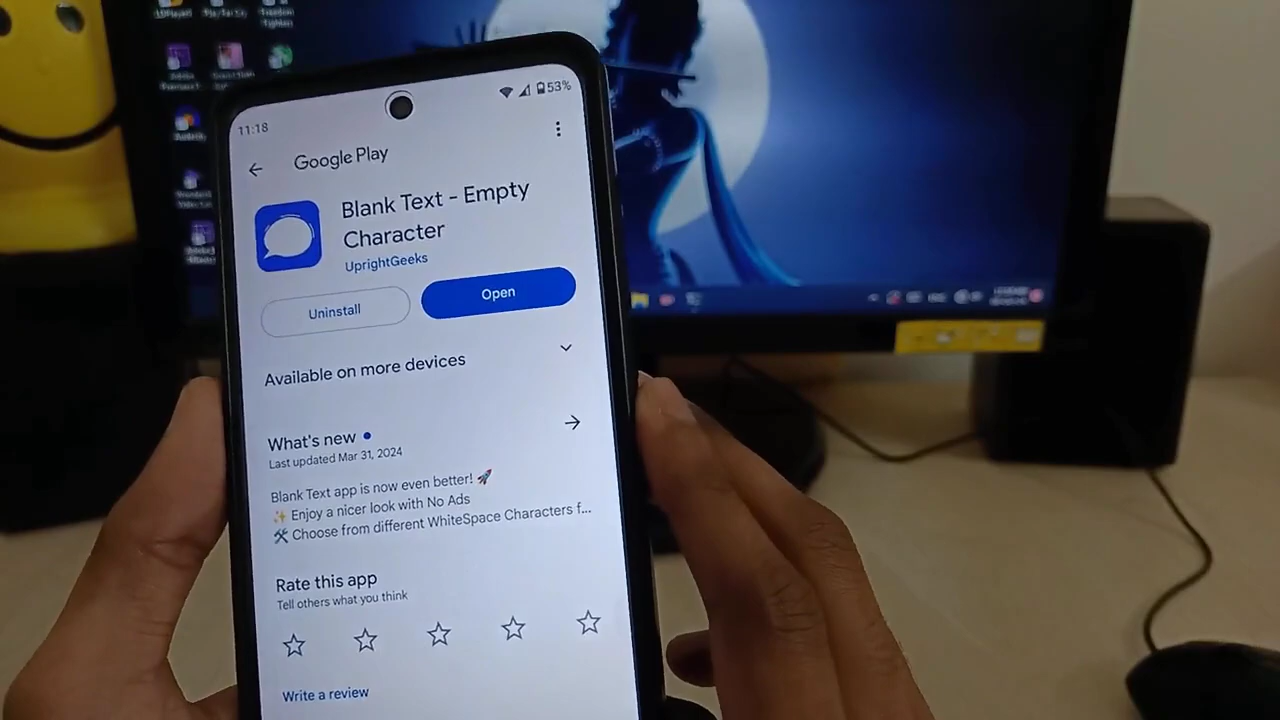 11:18
53%
Google Play
Blank Text - Empty
Character
UprightGeeks
Uninstall
Open
Available on more devices
What's new
Last updated Mar 31, 2024
Blank Text app is now even better! 🚀
✨ Enjoy a nicer look with No Ads
🛠 Choose from different WhiteSpace Characters f...
Rate this app
Tell others what you think
Write a review